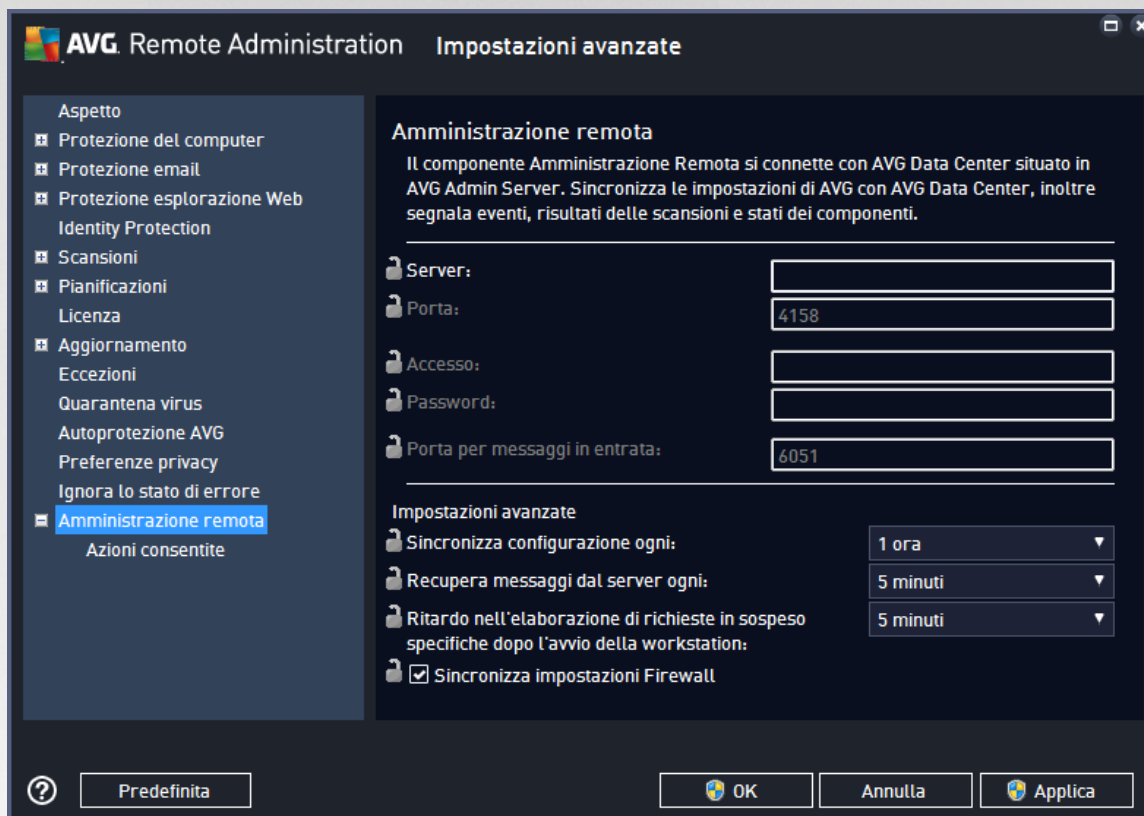 AVG. Remote Administration Impostazioni avanzate
Aspetto
Protezione del computer
Protezione email
Protezione esplorazione Web
Identity Protection
Scansioni
Pianificazioni
Licenza
Aggiornamento
Eccezioni
Quarantena virus
Autoprotezione AVG
Preferenze privacy
Ignora lo stato di errore
Amministrazione remota
Azioni consentite
Amministrazione remota
Il componente Amministrazione Remota si connette con AVG Data Center situato in
AVG Admin Server. Sincronizza le impostazioni di AVG con AVG Data Center, inoltre
segnala eventi, risultati delle scansioni e stati dei componenti.
Server:
Porta: 4158
Accesso:
Password:
Porta per messaggi in entrata: 6051
Impostazioni avanzate
Sincronizza configurazione ogni: 1 ora
Recupera messaggi dal server ogni: 5 minuti
Ritardo nell'elaborazione di richieste in sospeso 5 minuti
specifiche dopo l'avvio della workstation:
Sincronizza impostazioni Firewall
? Predefinita OK Annulla Applica